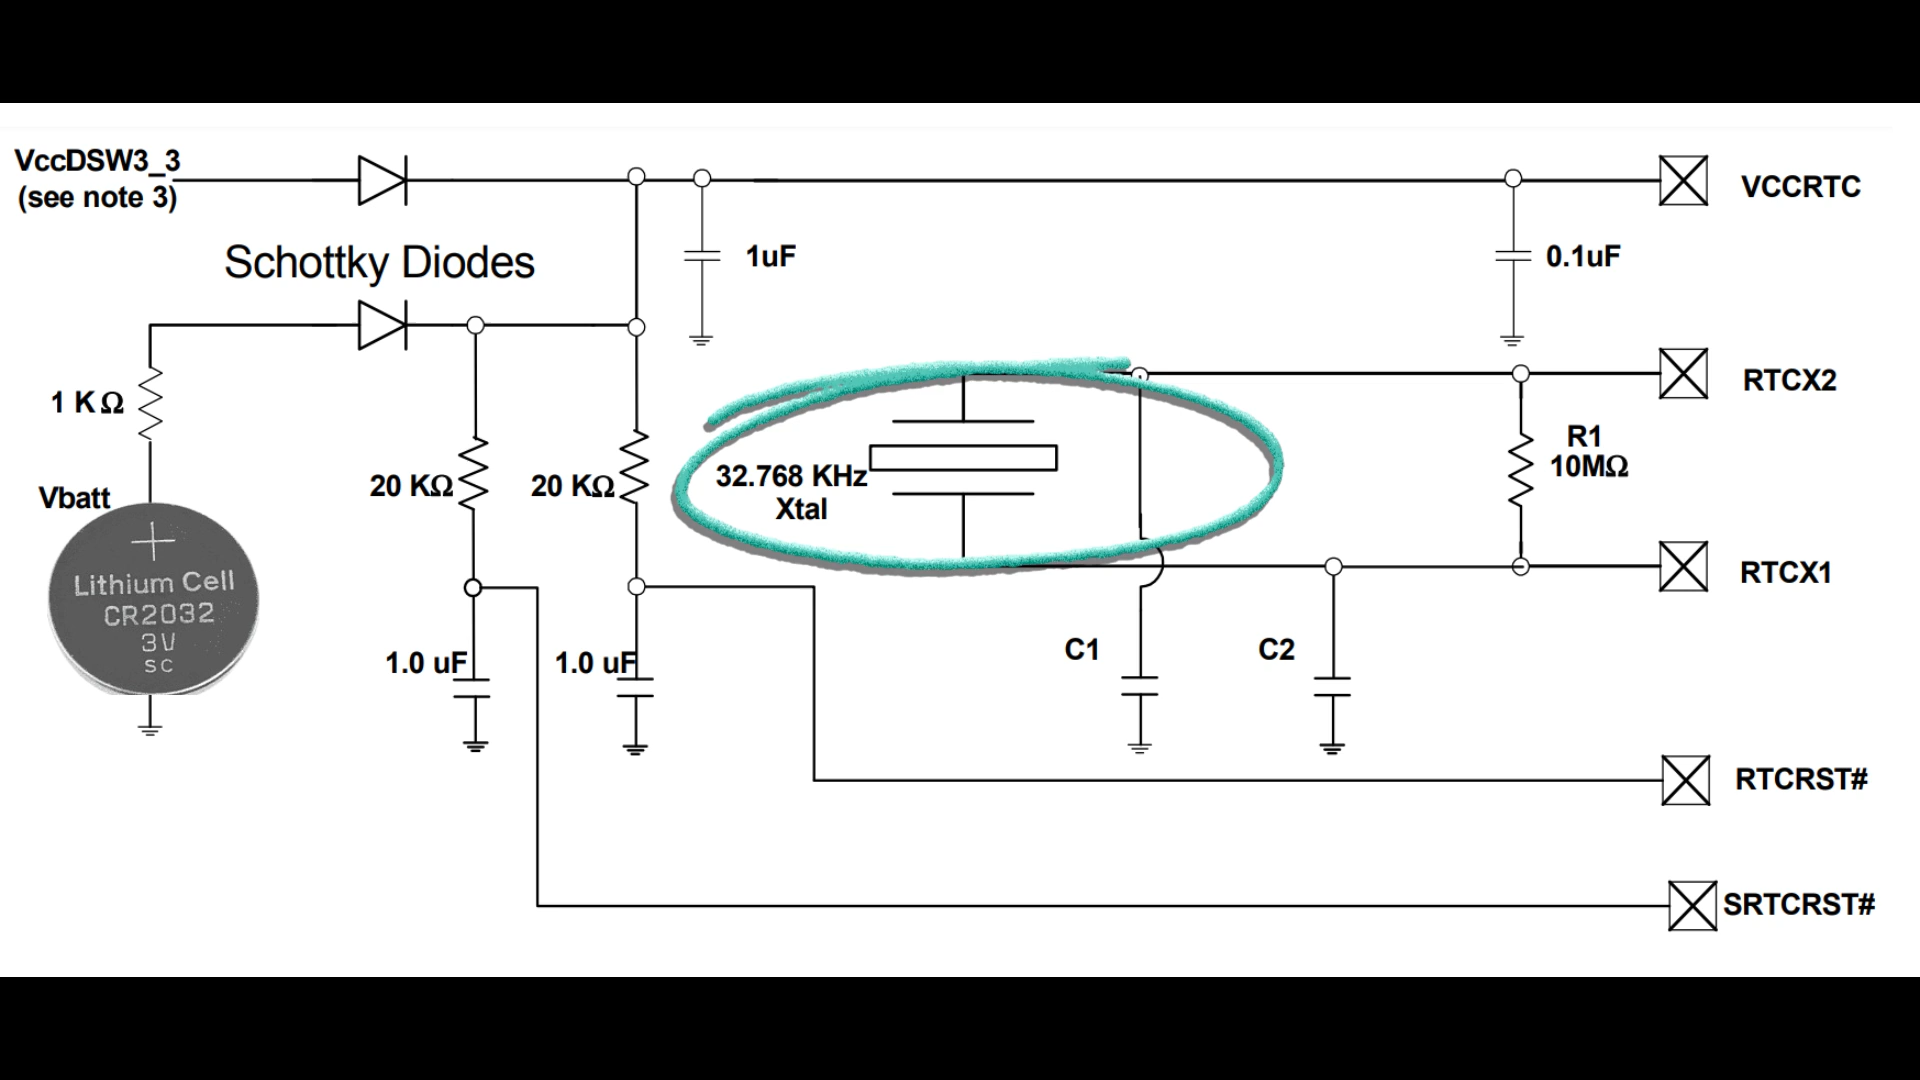 VccDSW3_3
(see note 3)
VCCRTC
Schottky Diodes
1uF
0.1uF
RTCX2
1 KΩ
R1
10MΩ
20 KΩ
20 KΩ
32.768 KHz
Xtal
Vbatt
Lithium Cell
CR2032
3V
SC
RTCX1
1.0 uF
1.0 uF
C1
C2
RTCRST#
SRTCRST#